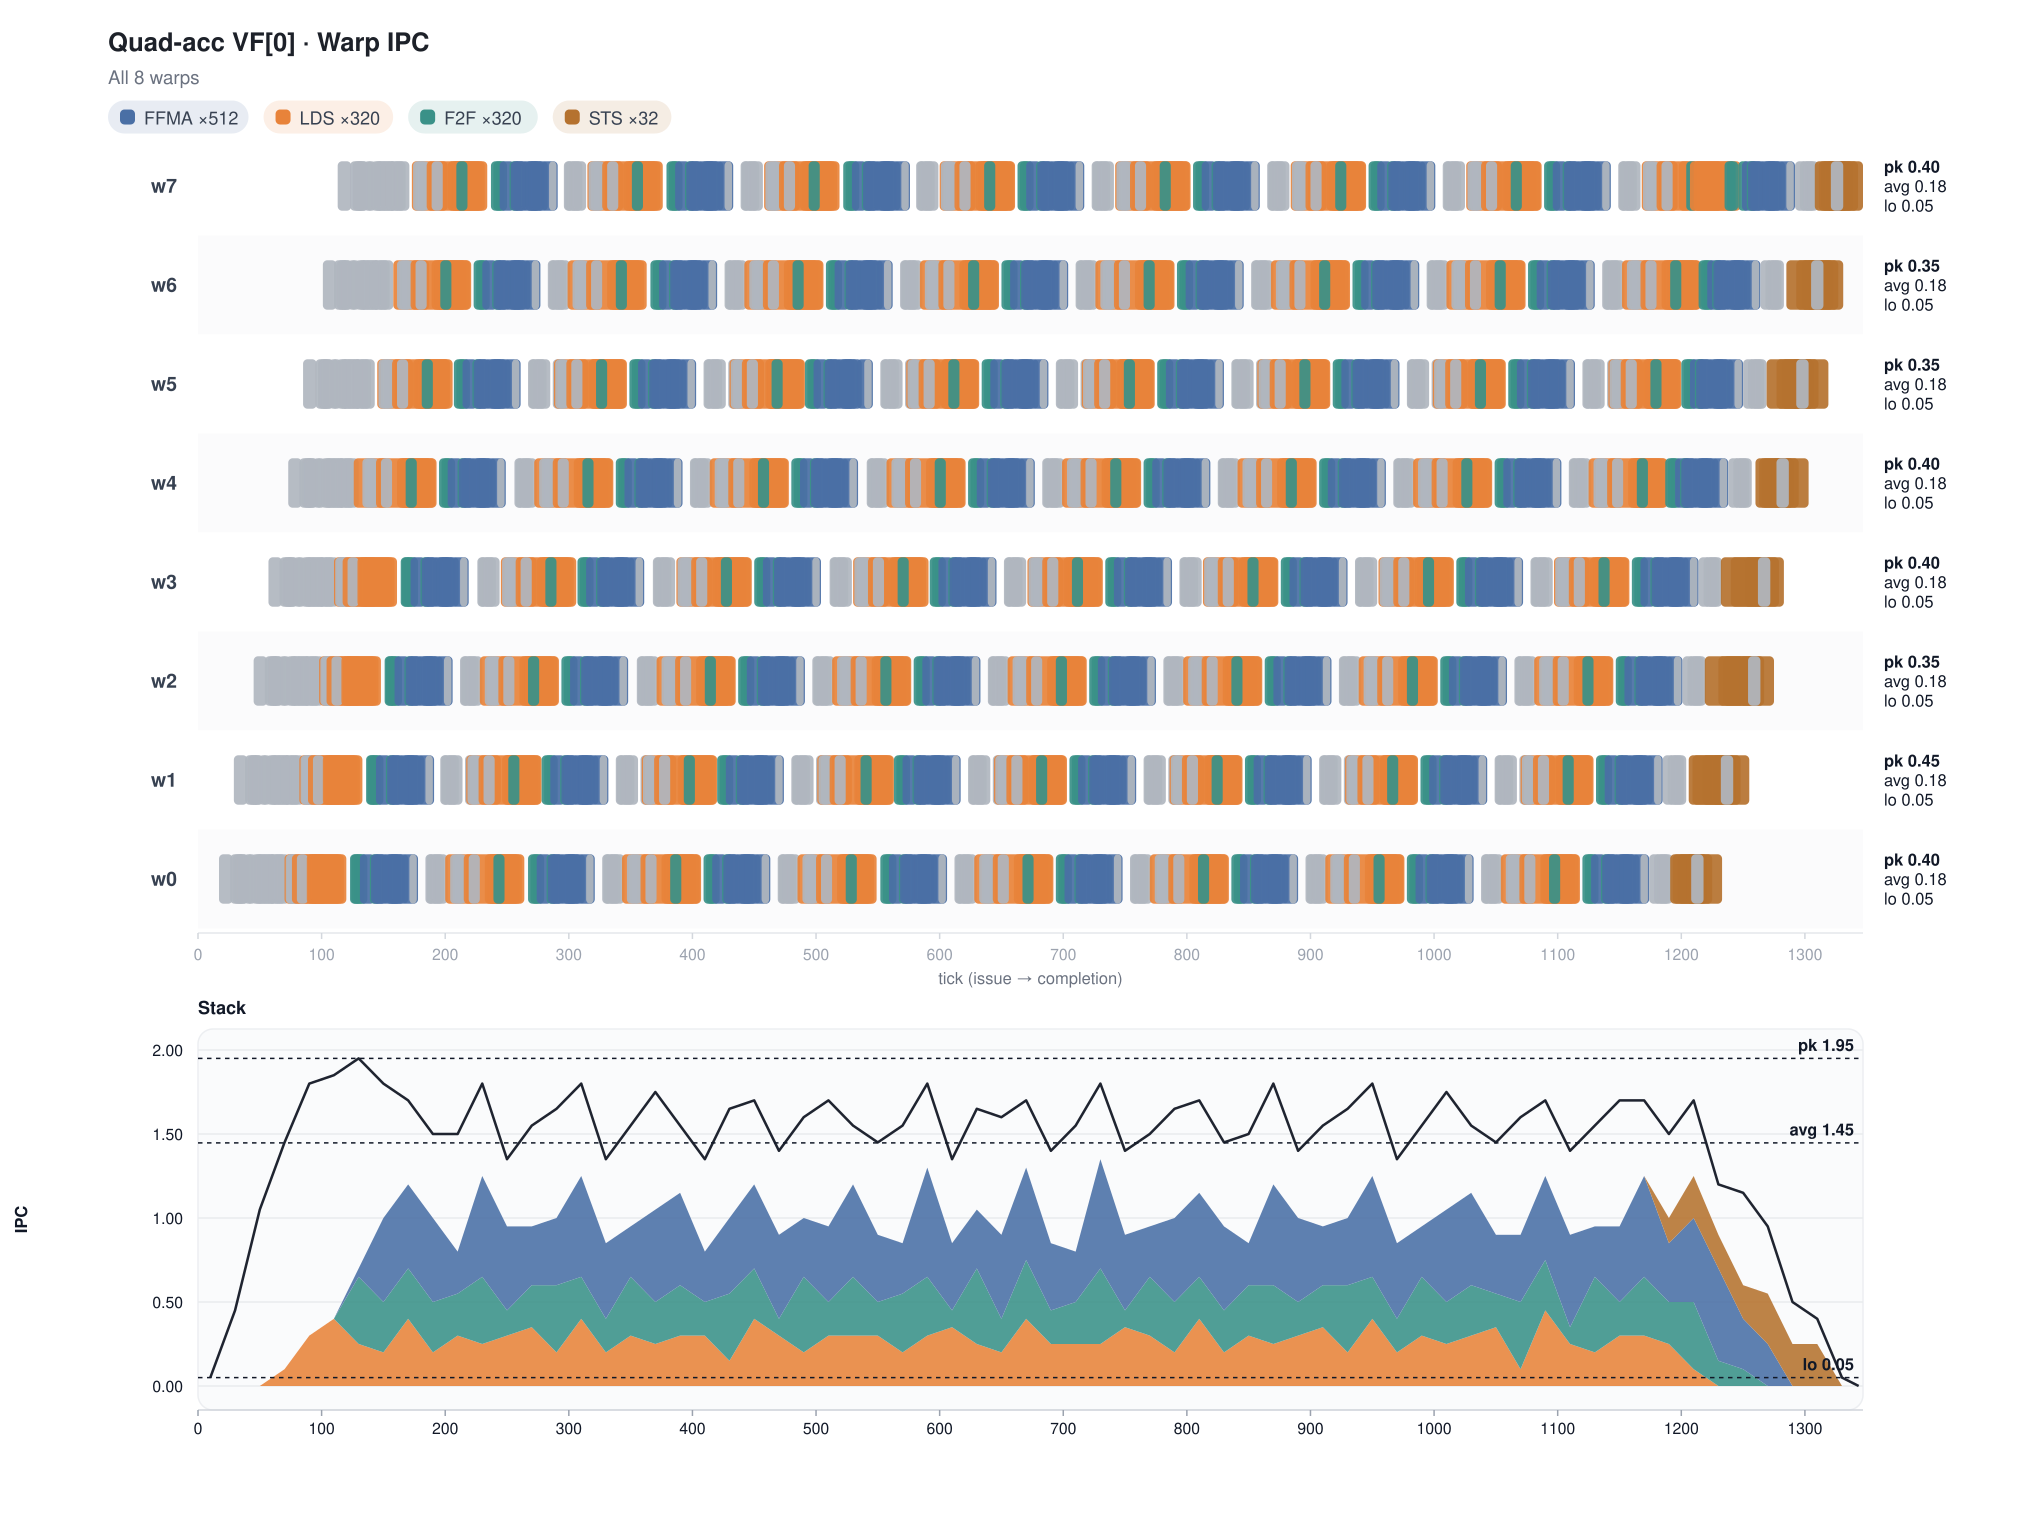 Quad-acc VF[0] · Warp IPC
All 8 warps
FFMA ×512 LDS ×320 F2F ×320 STS ×32
w7
pk 0.40
avg 0.18
lo 0.05
w6
pk 0.35
avg 0.18
lo 0.05
w5
pk 0.35
avg 0.18
lo 0.05
w4
pk 0.40
avg 0.18
lo 0.05
w3
pk 0.40
avg 0.18
lo 0.05
w2
pk 0.35
avg 0.18
lo 0.05
w1
pk 0.45
avg 0.18
lo 0.05
w0
pk 0.40
avg 0.18
lo 0.05
0 100 200 300 400 500 600 700 800 900 1000 1100 1200 1300
tick (issue → completion)
Stack
IPC
2.00
1.50
1.00
0.50
0.00
pk 1.95
avg 1.45
lo 0.05
0 100 200 300 400 500 600 700 800 900 1000 1100 1200 1300